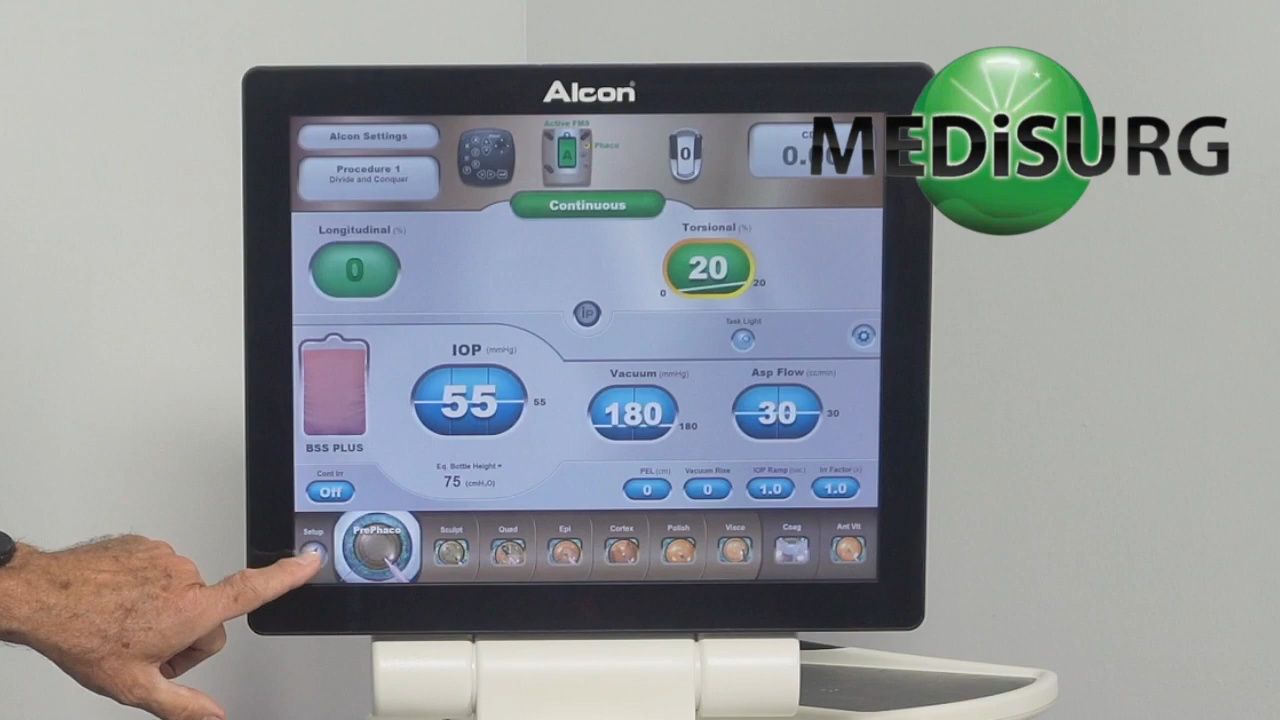 Alcon
MEDiSURG
Alcon Settings
Procedure 1
Divide and Conquer
Active FMS
A
Phaco
0
0.
Continuous
Longitudinal (%)
0
Torsional (%)
20
0
20
iP
Task Light
IOP (mmHg)
55
55
Vacuum (mmHg)
180
180
Asp Flow (cc/min)
30
30
BSS PLUS
Eq. Bottle Height =
75 (cmH₂O)
Cont Irr
Off
PEL (cm)
0
Vacuum Rise
0
IOP Ramp (sec)
1.0
Irr Factor (x)
1.0
Setup
PrePhaco
Sculpt
Quad
Epi
Cortex
Polish
Visco
Coag
Ant Vit